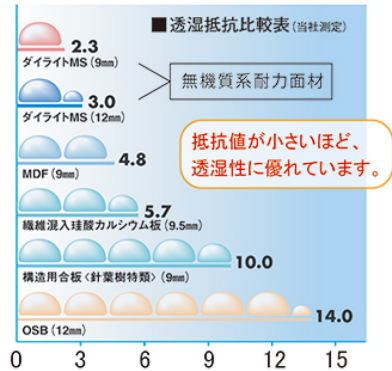 ■透湿抵抗比較表(当社測定)
2.3
ダイライトMS(9mm)
無機質系耐力面材
3.0
ダイライトMS(12mm)
抵抗値が小さいほど、
透湿性に優れています。
4.8
MDF(9mm)
5.7
繊維混入珪酸カルシウム板(9.5mm)
10.0
構造用合板〈針葉樹特類〉(9mm)
14.0
OSB(12mm)
0 3 6 9 12 15